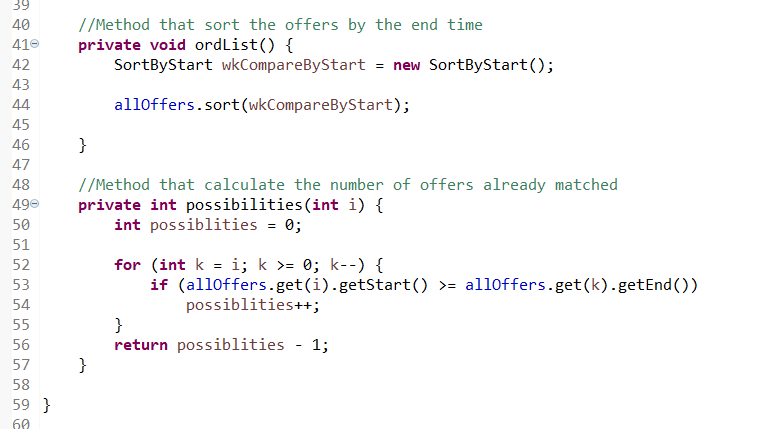 39
40 //Method that sort the offers by the end time
41 private void ordList() {
42 SortByStart wkCompareByStart = new SortByStart();
43
44 allOffers.sort(wkCompareByStart);
45
46 }
47
48 //Method that calculate the number of offers already matched
49 private int possibilities(int i) {
50 int possiblities = 0;
51
52 for (int k = i; k >= 0; k--) {
53 if (allOffers.get(i).getStart() >= allOffers.get(k).getEnd())
54 possiblities++;
55 }
56 return possiblities - 1;
57 }
58
59 }
60